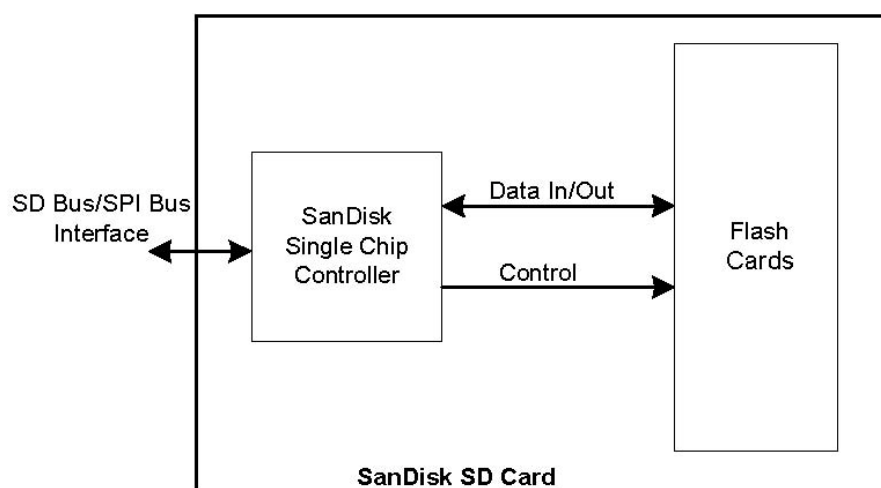 SD Bus/SPI Bus
Interface
SanDisk
Single Chip
Controller
Data In/Out
Control
Flash
Cards
SanDisk SD Card